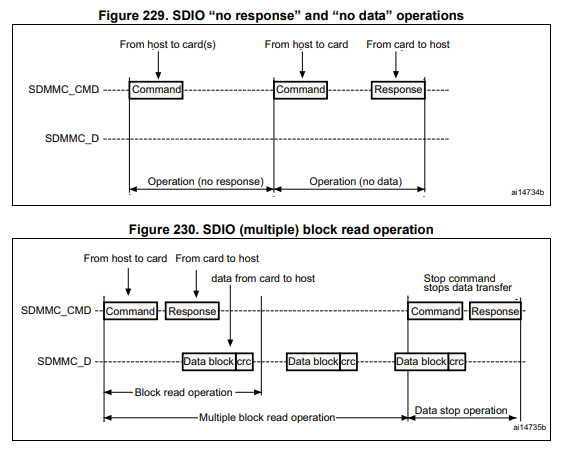 Figure 229. SDIO “no response” and “no data” operations
From host to card(s) From host to card From card to host
SDMMC_CMD Command Command Response
SDMMC_D
Operation (no response) Operation (no data)
ai14734b
Figure 230. SDIO (multiple) block read operation
From host to card From card to host
data from card to host
Stop command
stops data transfer
SDMMC_CMD Command Response Command Response
SDMMC_D Data block crc Data block crc Data block crc
Block read operation
Multiple block read operation Data stop operation
ai14735b